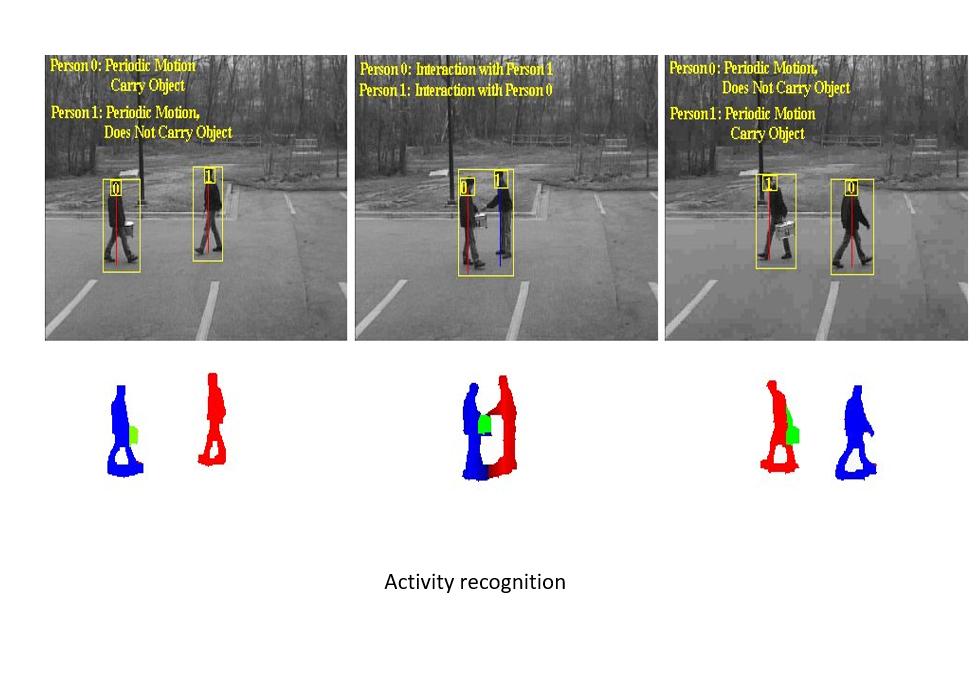 Person 0: Periodic Motion
Carry Object
Person 1: Periodic Motion,
Does Not Carry Object
0
1
Person 0: Interaction with Person 1
Person 1: Interaction with Person 0
0
1
Person 0: Periodic Motion,
Does Not Carry Object
Person 1: Periodic Motion
Carry Object
1
0
Activity recognition